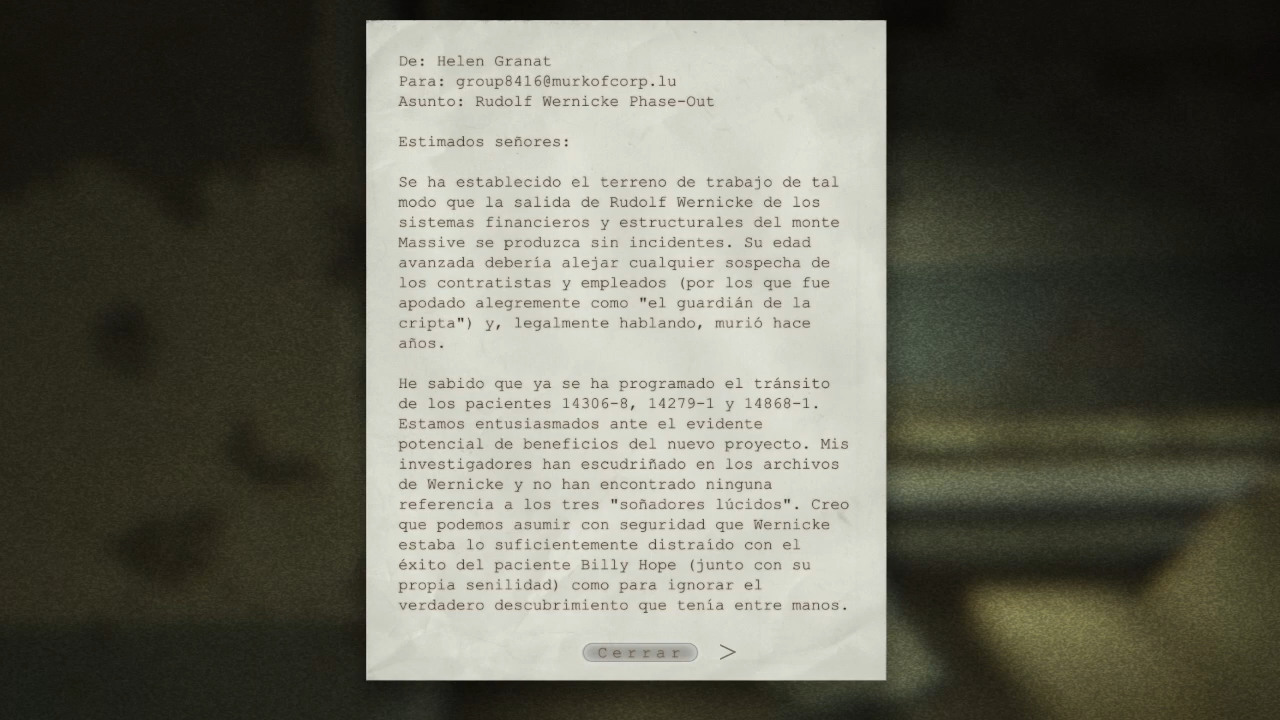 De: Helen Granat
Para: group8416@murkofcorp.lu
Asunto: Rudolf Wernicke Phase-Out
Estimados señores:
Se ha establecido el terreno de trabajo de tal
modo que la salida de Rudolf Wernicke de los
sistemas financieros y estructurales del monte
Massive se produzca sin incidentes. Su edad
avanzada debería alejar cualquier sospecha de
los contratistas y empleados (por los que fue
apodado alegremente como "el guardián de la
cripta") y, legalmente hablando, murió hace
años.
He sabido que ya se ha programado el tránsito
de los pacientes 14306-8, 14279-1 y 14868-1.
Estamos entusiasmados ante el evidente
potencial de beneficios del nuevo proyecto. Mis
investigadores han escudriñado en los archivos
de Wernicke y no han encontrado ninguna
referencia a los tres "soñadores lúcidos". Creo
que podemos asumir con seguridad que Wernicke
estaba lo suficientemente distraído con el
éxito del paciente Billy Hope (junto con su
propia senilidad) como para ignorar el
verdadero descubrimiento que tenía entre manos.
Cerrar >